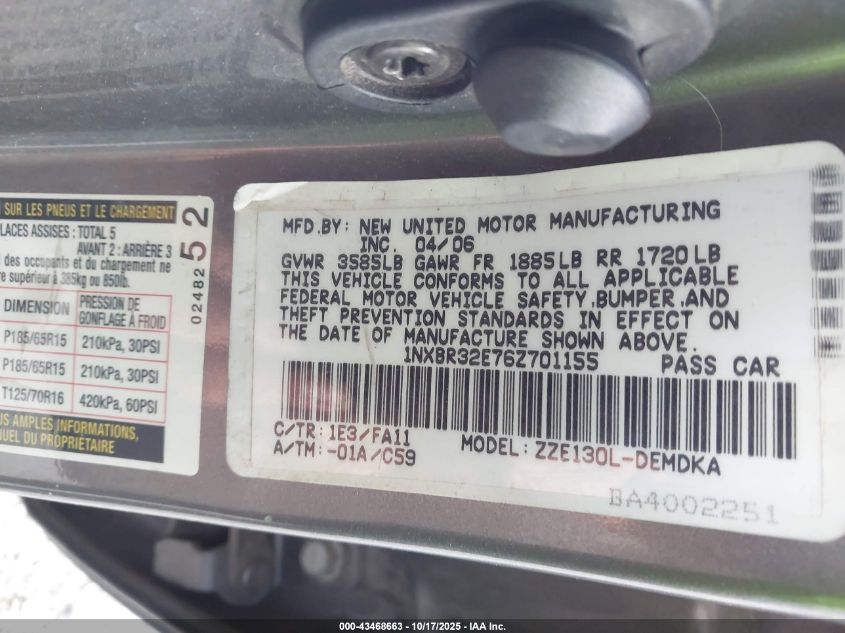 SUR LES PNEUS ET LE CHARGEMENT
PLACES ASSISES: TOTAL 5
AVANT 2: ARRIÈRE 3
des occupants et du chargement ne
supérieur à 385kg ou 850lb.
DIMENSION PRESSION DE GONFLAGE À FROID
P185/65R15 210kPa, 30PSI
P185/65R15 210kPa, 30PSI
T125/70R16 420kPa, 60PSI
AMPLES INFORMATIONS
DU PROPRIÉTAIRE
02482 52
MFD.BY: NEW UNITED MOTOR MANUFACTURING
INC. 04/06
GVWR 3585LB GAWR FR 1885LB RR 1720LB
THIS VEHICLE CONFORMS TO ALL APPLICABLE
FEDERAL MOTOR VEHICLE SAFETY,BUMPER,AND
THEFT PREVENTION STANDARDS IN EFFECT ON
THE DATE OF MANUFACTURE SHOWN ABOVE.
1NXBR32E76Z701155 PASS CAR
C/TR: 1E3/FA11 MODEL: ZZE130L-DEMDKA
A/TM: -01A/C59
BA4002251
000-43468663 - 10/17/2025 - IAA Inc.